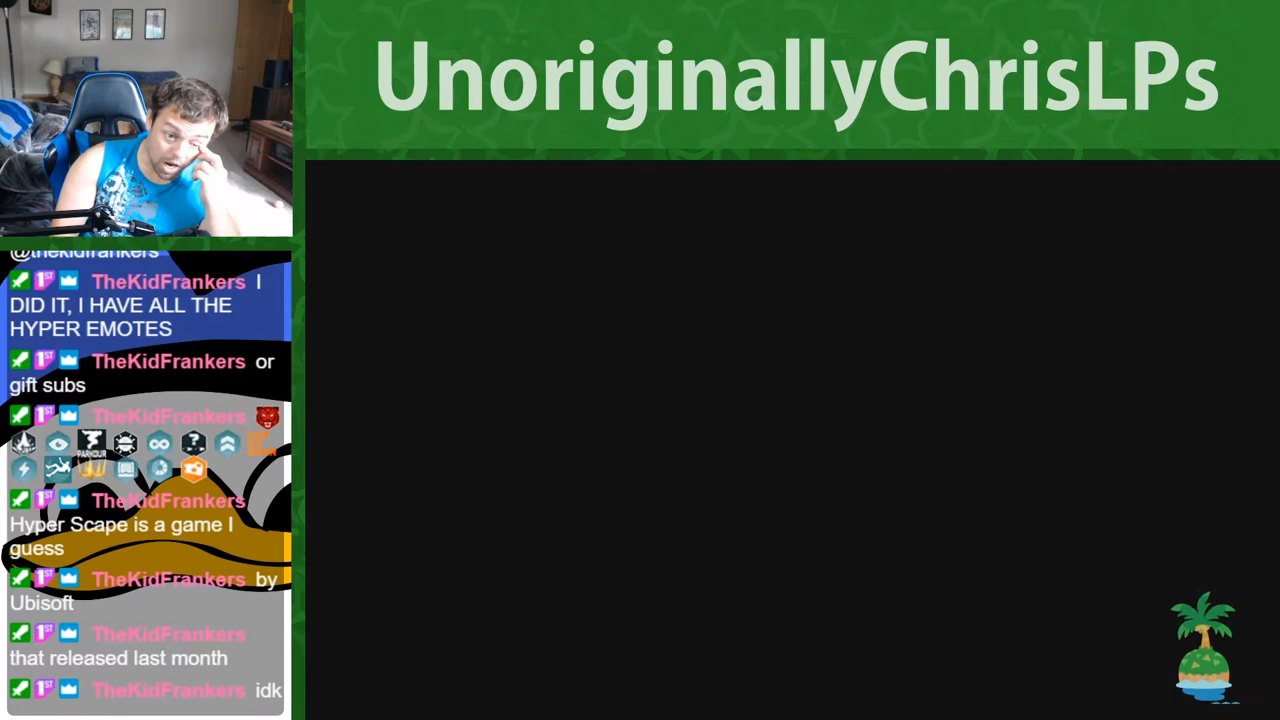 UnoriginallyChrisLPs
@thekidfrankers
TheKidFrankers I
DID IT, I HAVE ALL THE
HYPER EMOTES
TheKidFrankers or
gift subs
TheKidFrankers
PARKOUR
TheKidFrankers
Hyper Scape is a game I
guess
TheKidFrankers by
Ubisoft
TheKidFrankers
that released last month
TheKidFrankers idk